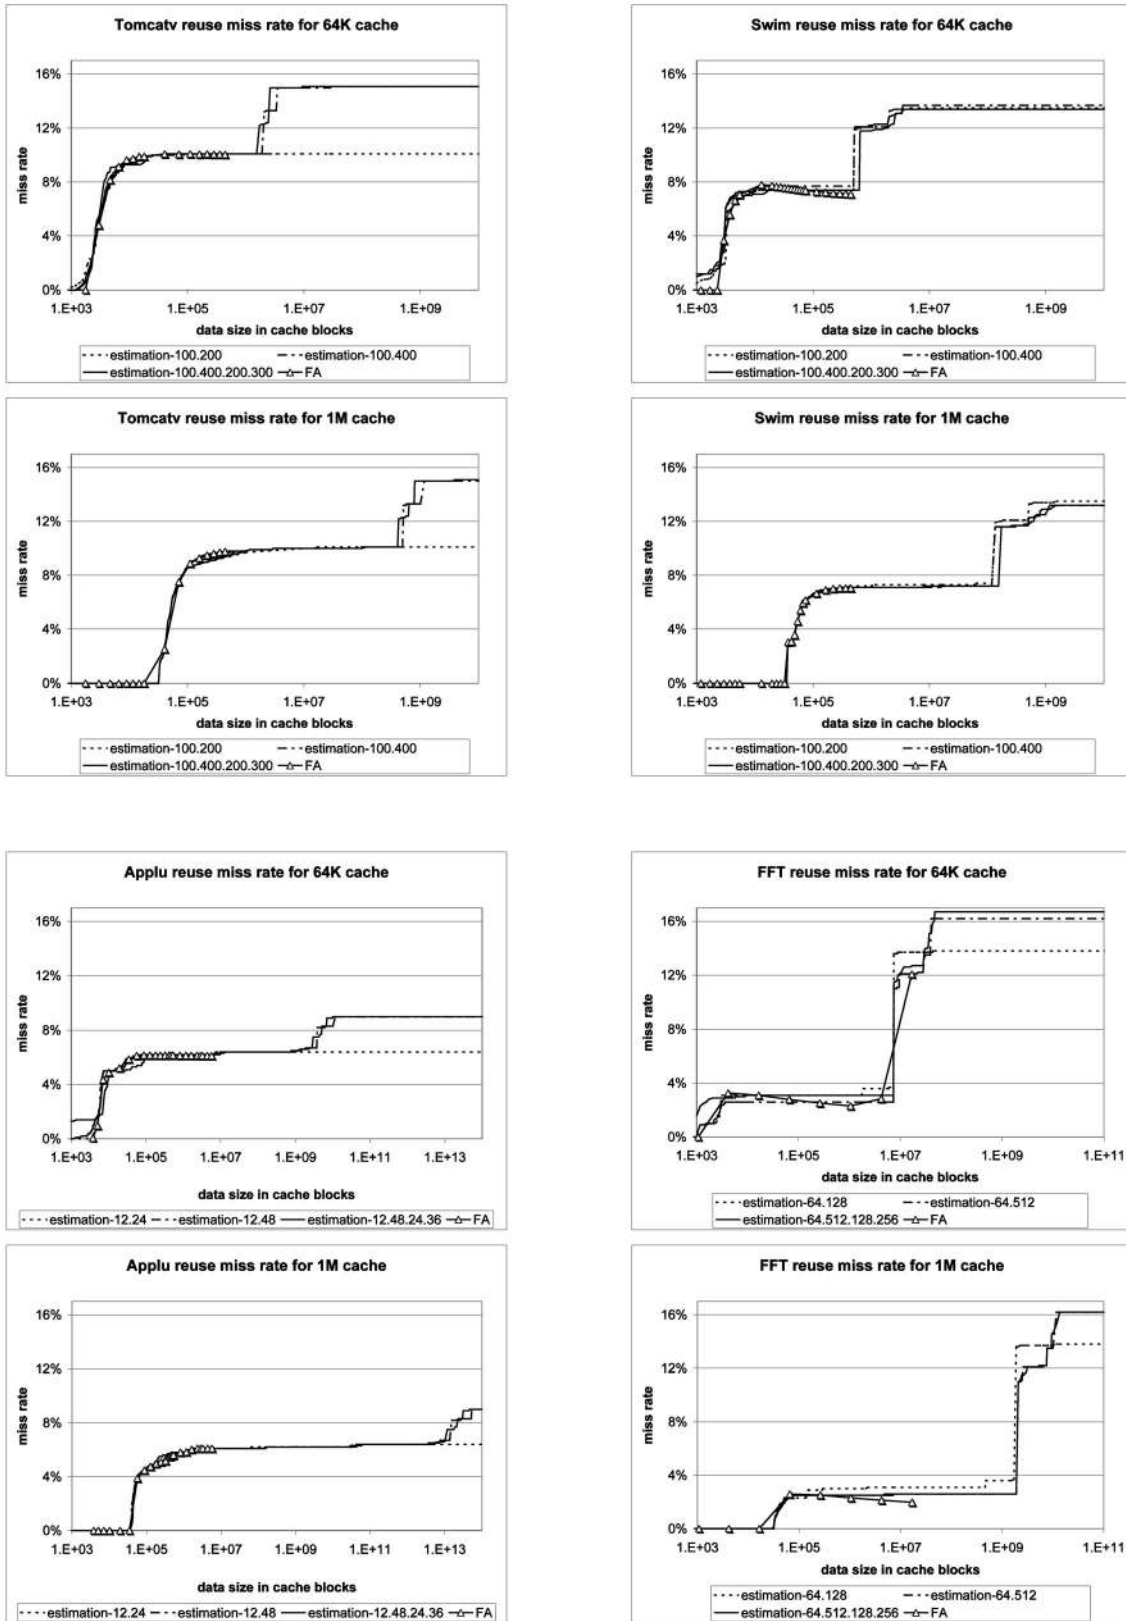 Tomcatv reuse miss rate for 64K cache
16%
12%
8%
4%
0%
miss rate
1.E+03 1.E+05 1.E+07 1.E+09
data size in cache blocks
estimation-100.200 estimation-100.400
estimation-100.400.200.300 FA
Swim reuse miss rate for 64K cache
16%
12%
8%
4%
0%
miss rate
1.E+03 1.E+05 1.E+07 1.E+09
data size in cache blocks
estimation-100.200 estimation-100.400
estimation-100.400.200.300 FA
Tomcatv reuse miss rate for 1M cache
16%
12%
8%
4%
0%
miss rate
1.E+03 1.E+05 1.E+07 1.E+09
data size in cache blocks
estimation-100.200 estimation-100.400
estimation-100.400.200.300 FA
Swim reuse miss rate for 1M cache
16%
12%
8%
4%
0%
miss rate
1.E+03 1.E+05 1.E+07 1.E+09
data size in cache blocks
estimation-100.200 estimation-100.400
estimation-100.400.200.300 FA
Applu reuse miss rate for 64K cache
16%
12%
8%
4%
0%
miss rate
1.E+03 1.E+05 1.E+07 1.E+09 1.E+11 1.E+13
data size in cache blocks
estimation-12.24 estimation-12.48 estimation-12.48.24.36 FA
FFT reuse miss rate for 64K cache
16%
12%
8%
4%
0%
miss rate
1.E+03 1.E+05 1.E+07 1.E+09 1.E+11
data size in cache blocks
estimation-64.128 estimation-64.512
estimation-64.512.128.256 FA
Applu reuse miss rate for 1M cache
16%
12%
8%
4%
0%
miss rate
1.E+03 1.E+05 1.E+07 1.E+09 1.E+11 1.E+13
data size in cache blocks
estimation-12.24 estimation-12.48 estimation-12.48.24.36 FA
FFT reuse miss rate for 1M cache
16%
12%
8%
4%
0%
miss rate
1.E+03 1.E+05 1.E+07 1.E+09 1.E+11
data size in cache blocks
estimation-64.128 estimation-64.512
estimation-64.512.128.256 FA